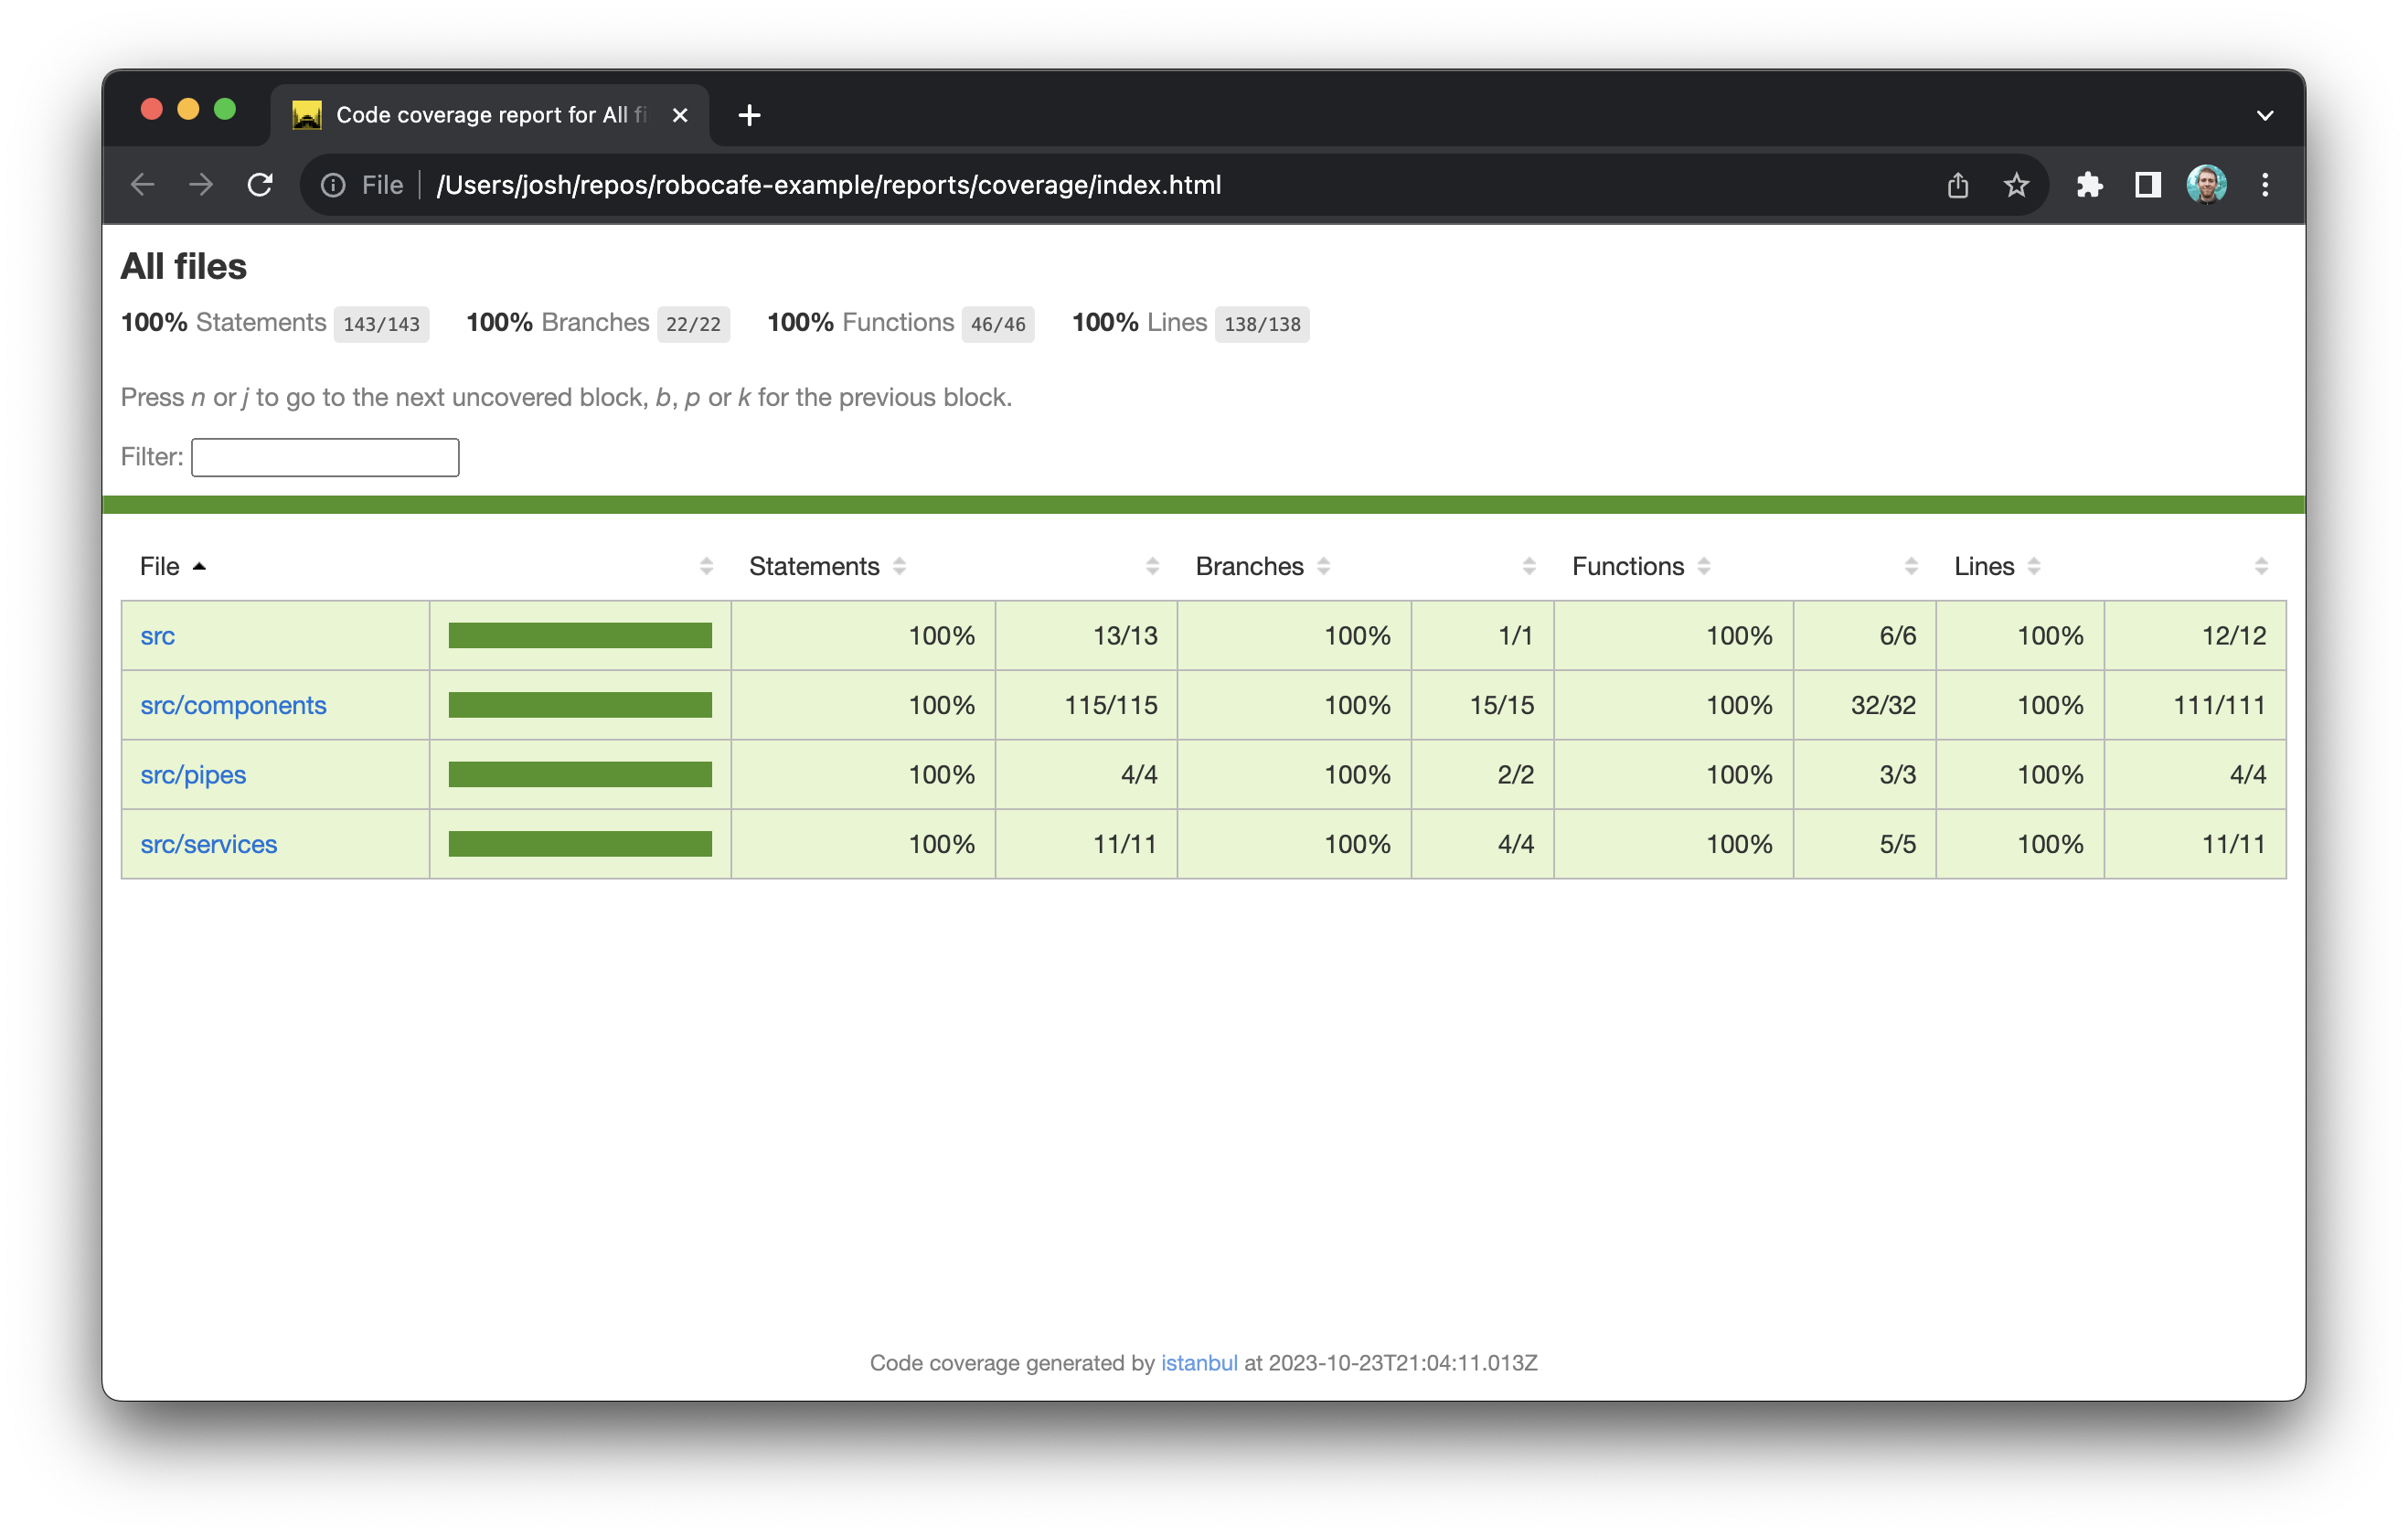 Code coverage report for All fi
File /Users/josh/repos/robocafe-example/reports/coverage/index.html
All files
100% Statements 143/143 100% Branches 22/22 100% Functions 46/46 100% Lines 138/138
Press n or j to go to the next uncovered block, b, p or k for the previous block.
Filter:
File Statements Branches Functions Lines
src 100% 13/13 100% 1/1 100% 6/6 100% 12/12
src/components 100% 115/115 100% 15/15 100% 32/32 100% 111/111
src/pipes 100% 4/4 100% 2/2 100% 3/3 100% 4/4
src/services 100% 11/11 100% 4/4 100% 5/5 100% 11/11
Code coverage generated by istanbul at 2023-10-23T21:04:11.013Z